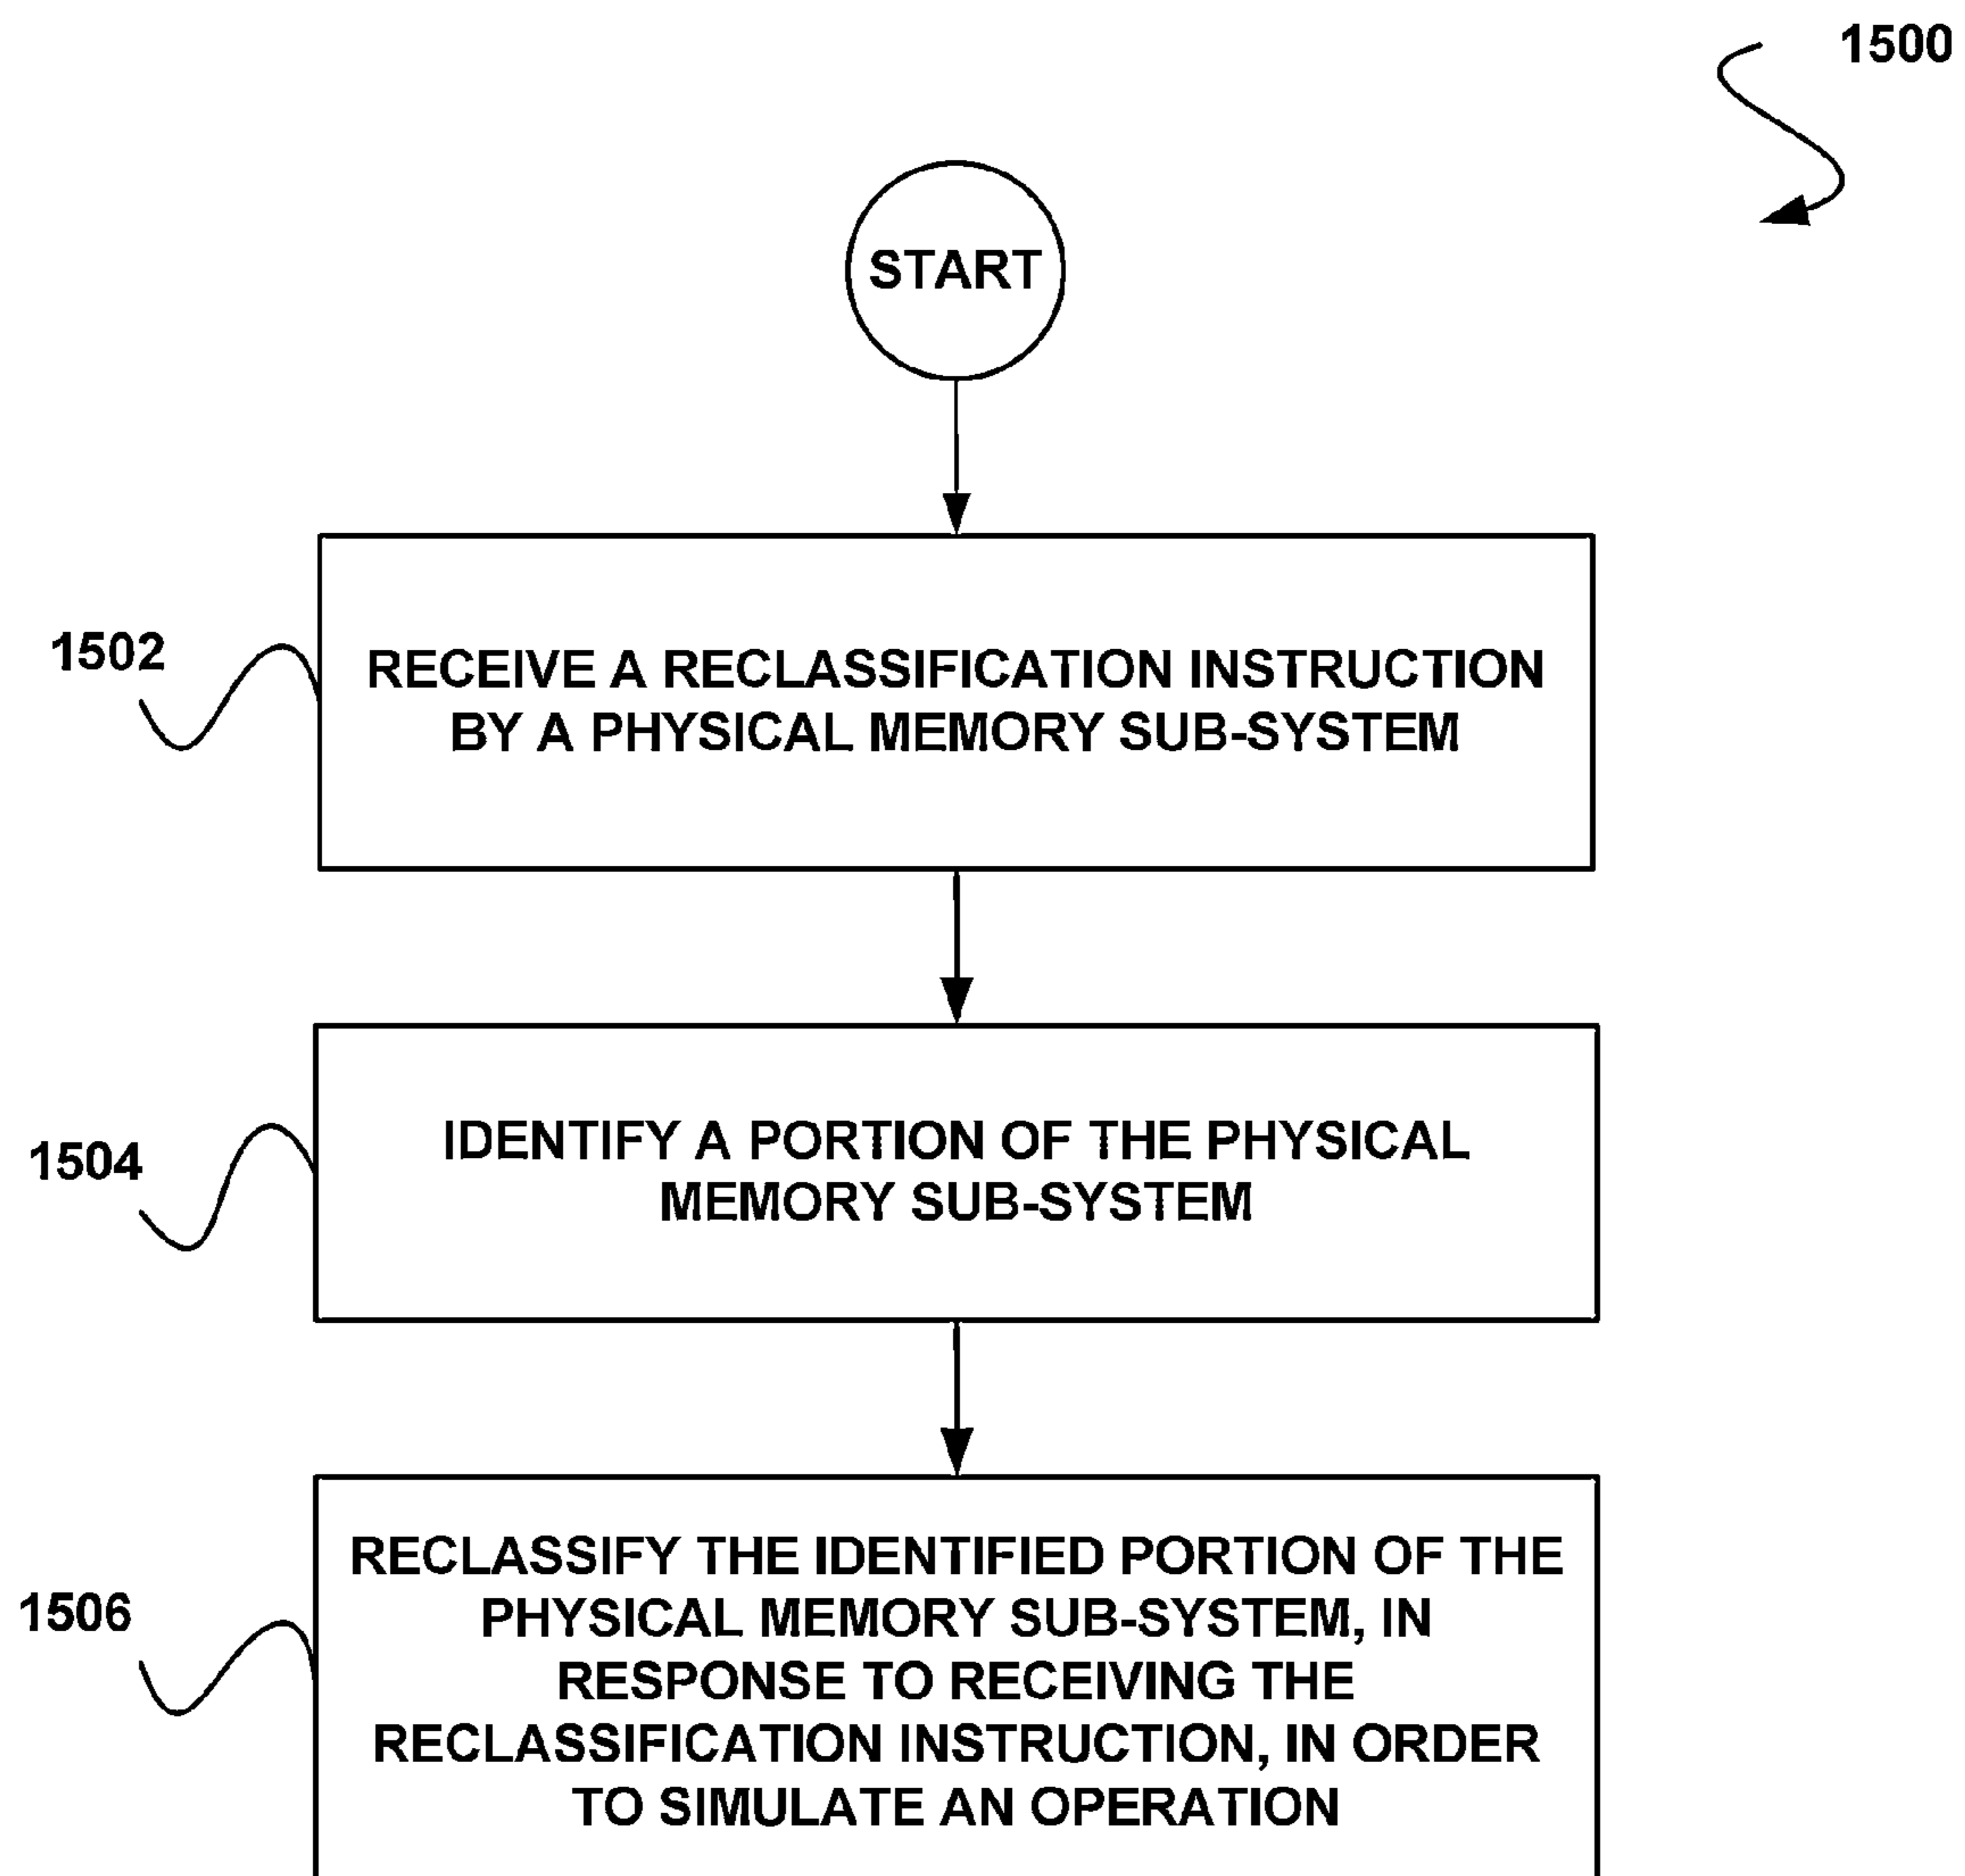 1500
START
1502
RECEIVE A RECLASSIFICATION INSTRUCTION
BY A PHYSICAL MEMORY SUB-SYSTEM
1504
IDENTIFY A PORTION OF THE PHYSICAL
MEMORY SUB-SYSTEM
1506
RECLASSIFY THE IDENTIFIED PORTION OF THE
PHYSICAL MEMORY SUB-SYSTEM, IN
RESPONSE TO RECEIVING THE
RECLASSIFICATION INSTRUCTION, IN ORDER
TO SIMULATE AN OPERATION